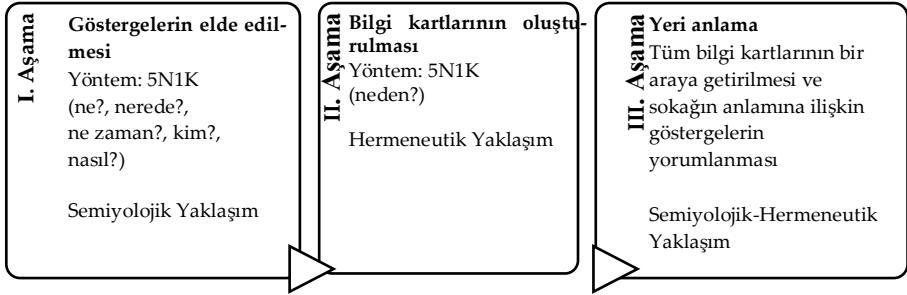 I. Aşama
Göstergelerin elde edil-
mesi
Yöntem: 5N1K
(ne?, nerede?,
ne zaman?, kim?,
nasıl?)
Semiyolojik Yaklaşım
II. Aşama
Bilgi kartlarının oluştu-
rulması
Yöntem: 5N1K
(neden?)
Hermeneutik Yaklaşım
III. Aşama
Yeri anlama
Tüm bilgi kartlarının bir
araya getirilmesi ve
sokağın anlamına ilişkin
göstergelerin
yorumlanması
Semiyolojik-Hermeneutik
Yaklaşım